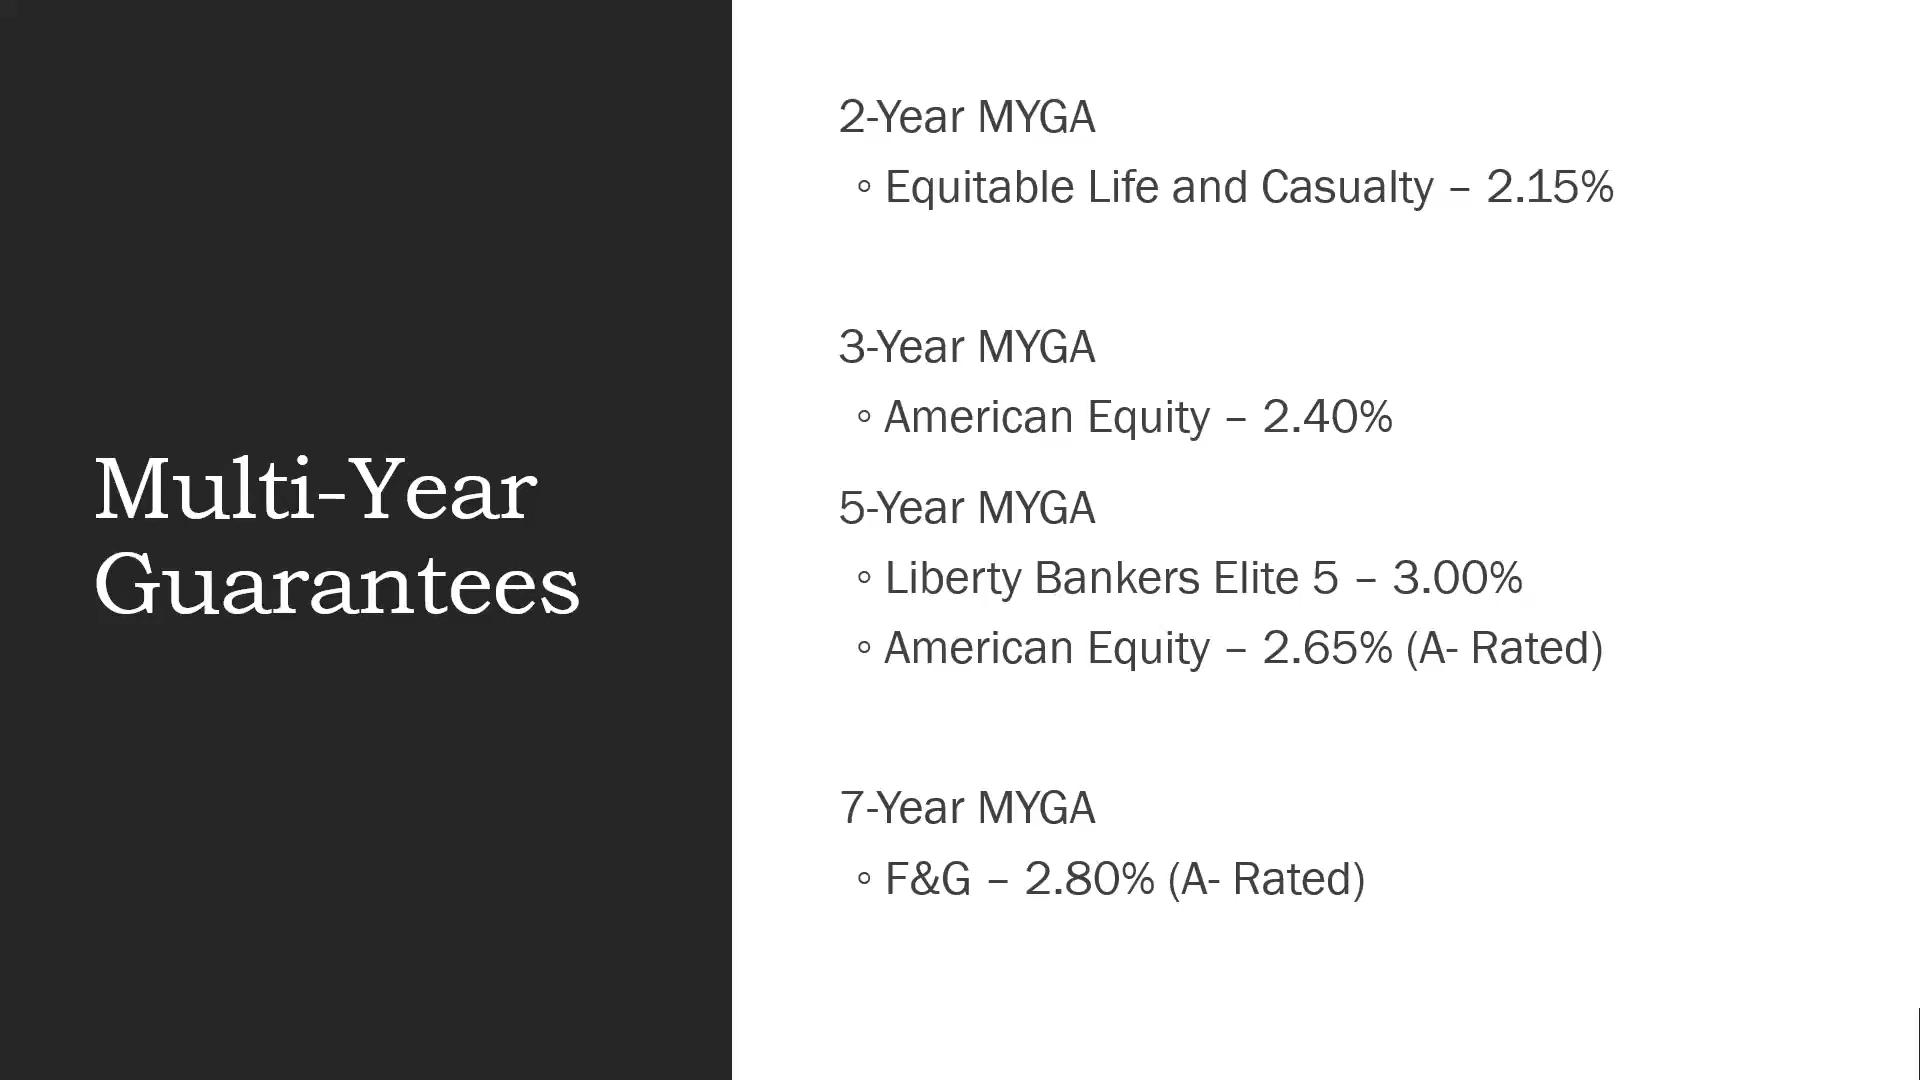 Multi-Year
Guarantees
2-Year MYGA
◦ Equitable Life and Casualty – 2.15%
3-Year MYGA
◦ American Equity – 2.40%
5-Year MYGA
◦ Liberty Bankers Elite 5 – 3.00%
◦ American Equity – 2.65% (A- Rated)
7-Year MYGA
◦ F&G – 2.80% (A- Rated)